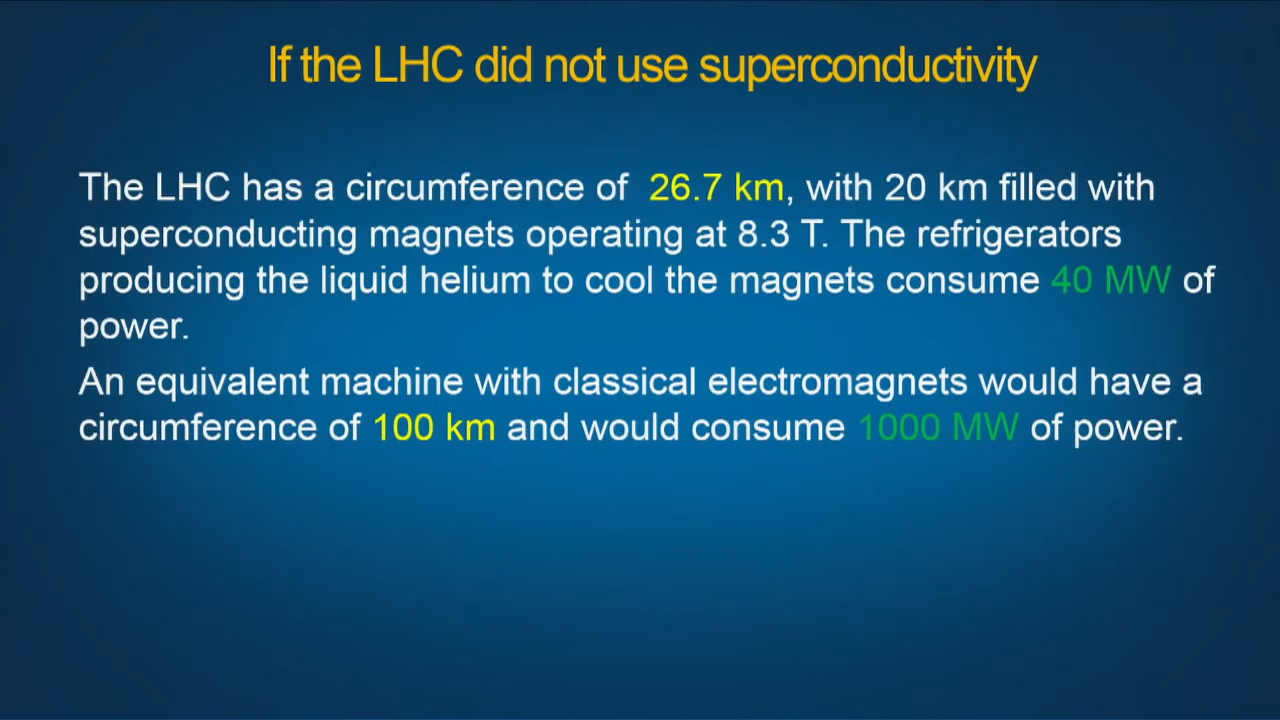 If the LHC did not use superconductivity
The LHC has a circumference of 26.7 km, with 20 km filled with
superconducting magnets operating at 8.3 T. The refrigerators
producing the liquid helium to cool the magnets consume 40 MW of
power.
An equivalent machine with classical electromagnets would have a
circumference of 100 km and would consume 1000 MW of power.